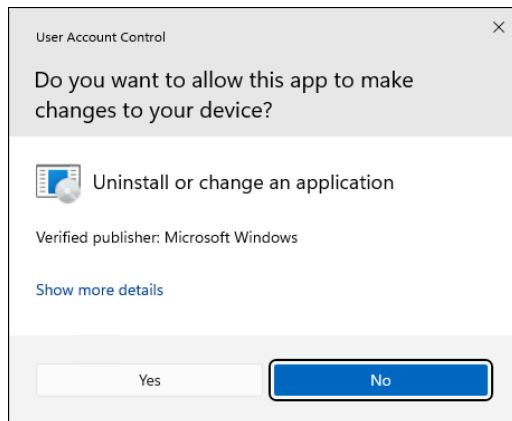 User Account Control
Do you want to allow this app to make
changes to your device?
Uninstall or change an application
Verified publisher: Microsoft Windows
Show more details
Yes
No